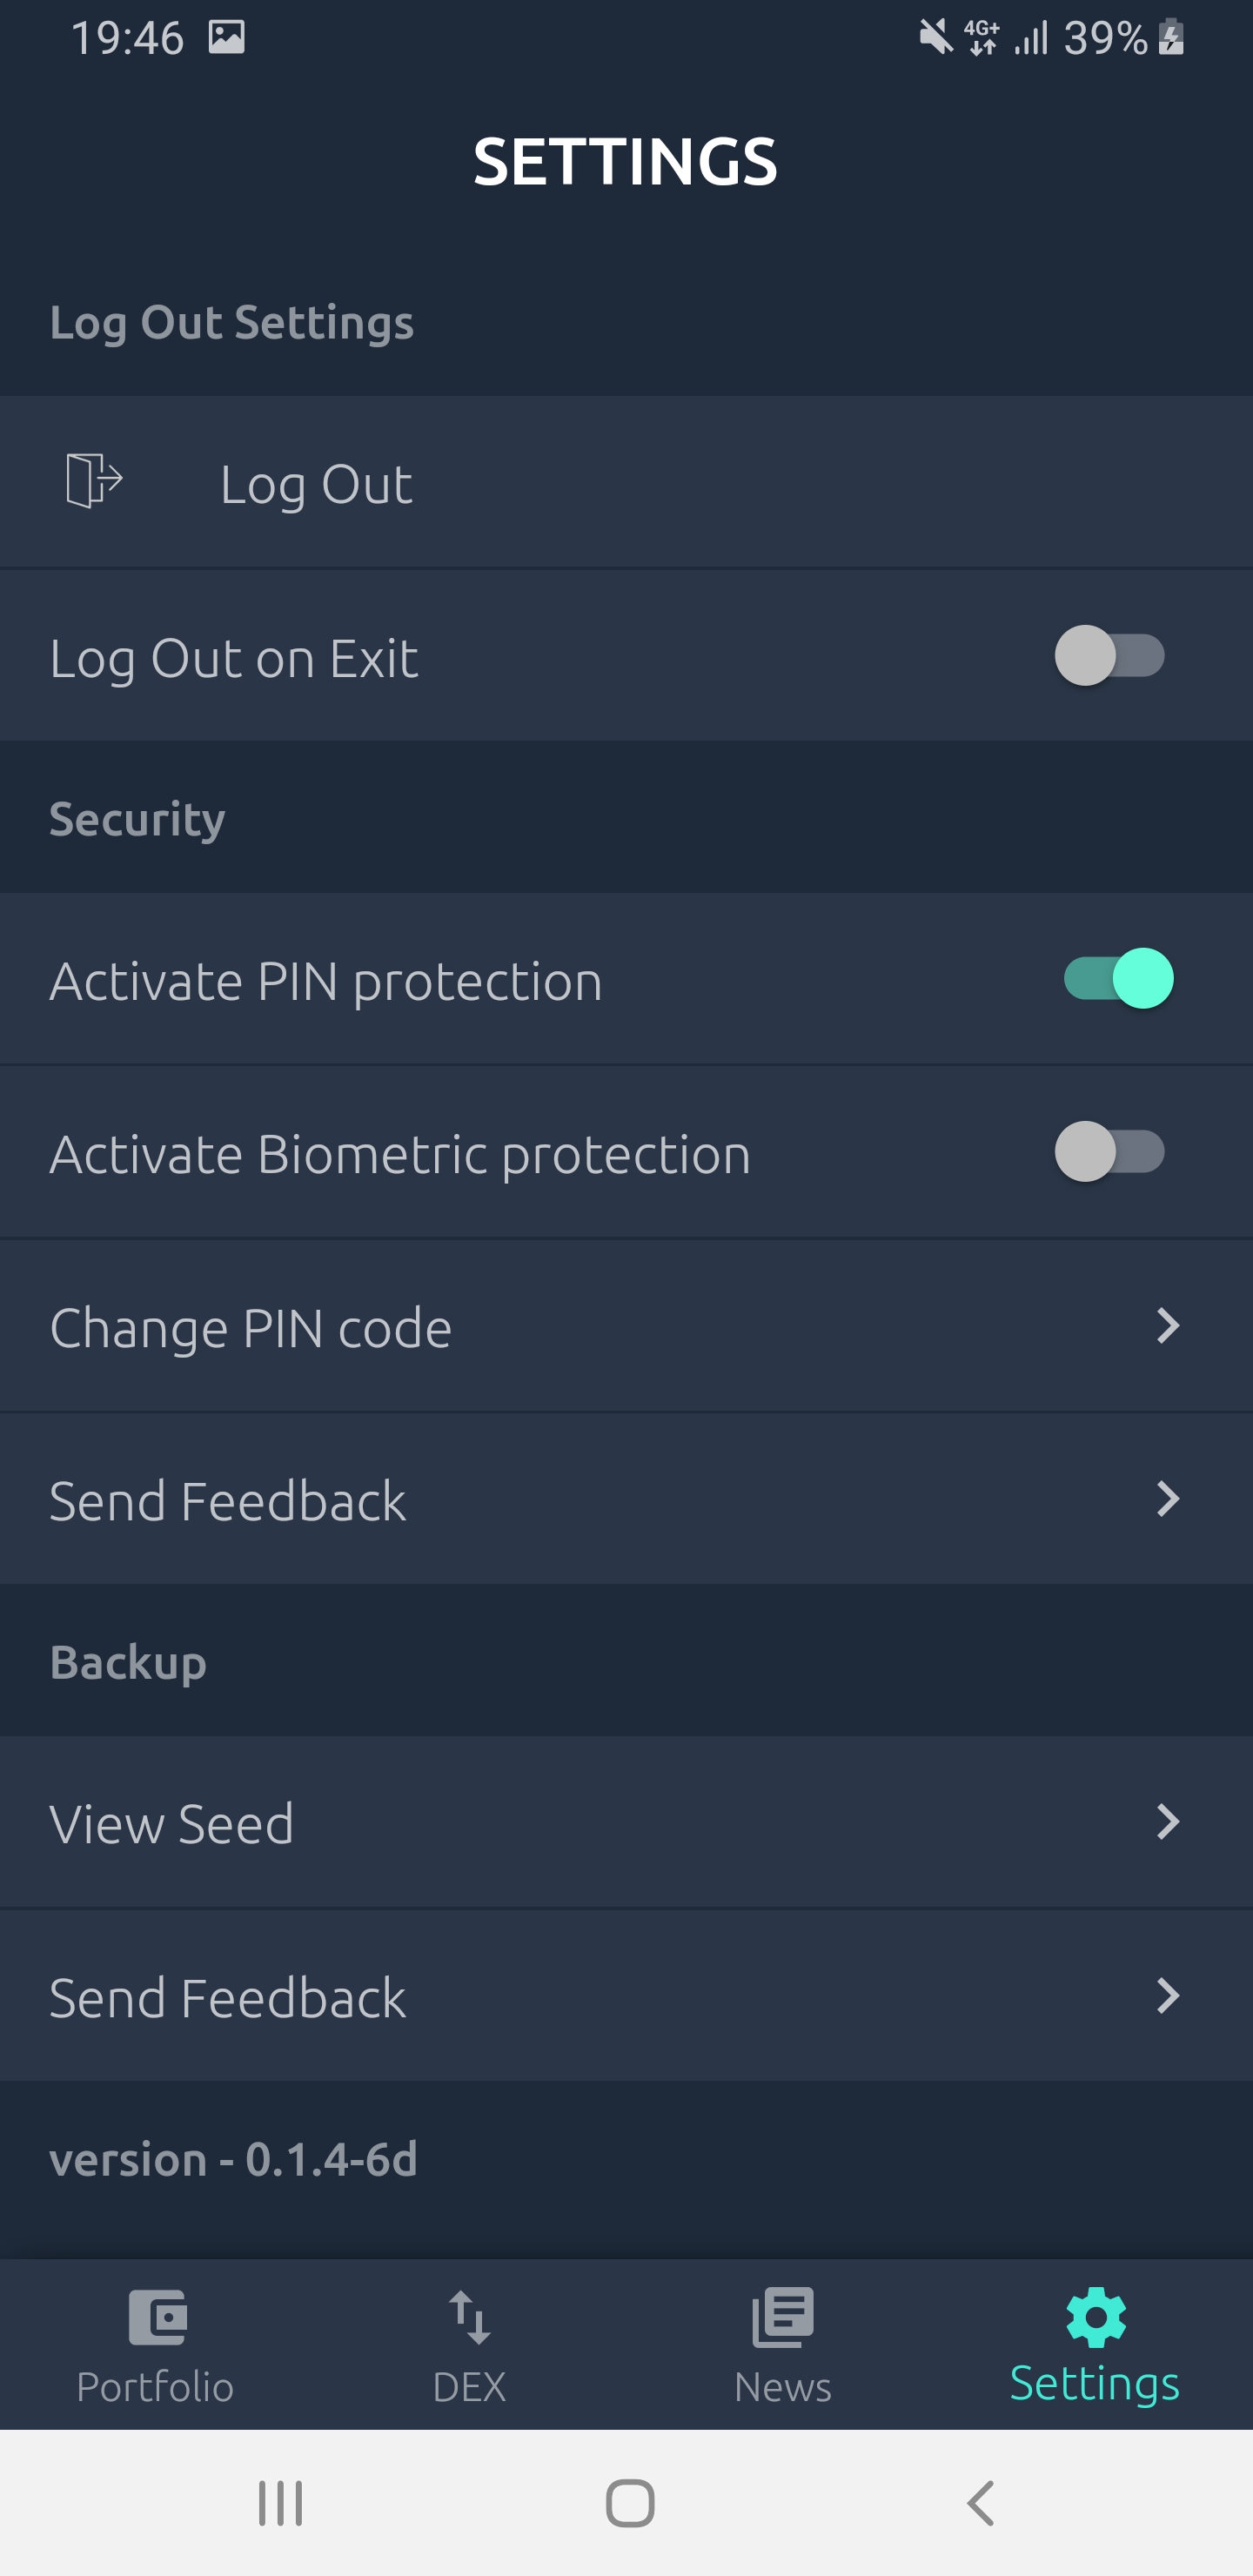 19:46
4G+
39%
SETTINGS
Log Out Settings
Log Out
Log Out on Exit
Security
Activate PIN protection
Activate Biometric protection
Change PIN code
Send Feedback
Backup
View Seed
Send Feedback
version - 0.1.4-6d
Portfolio
DEX
News
Settings